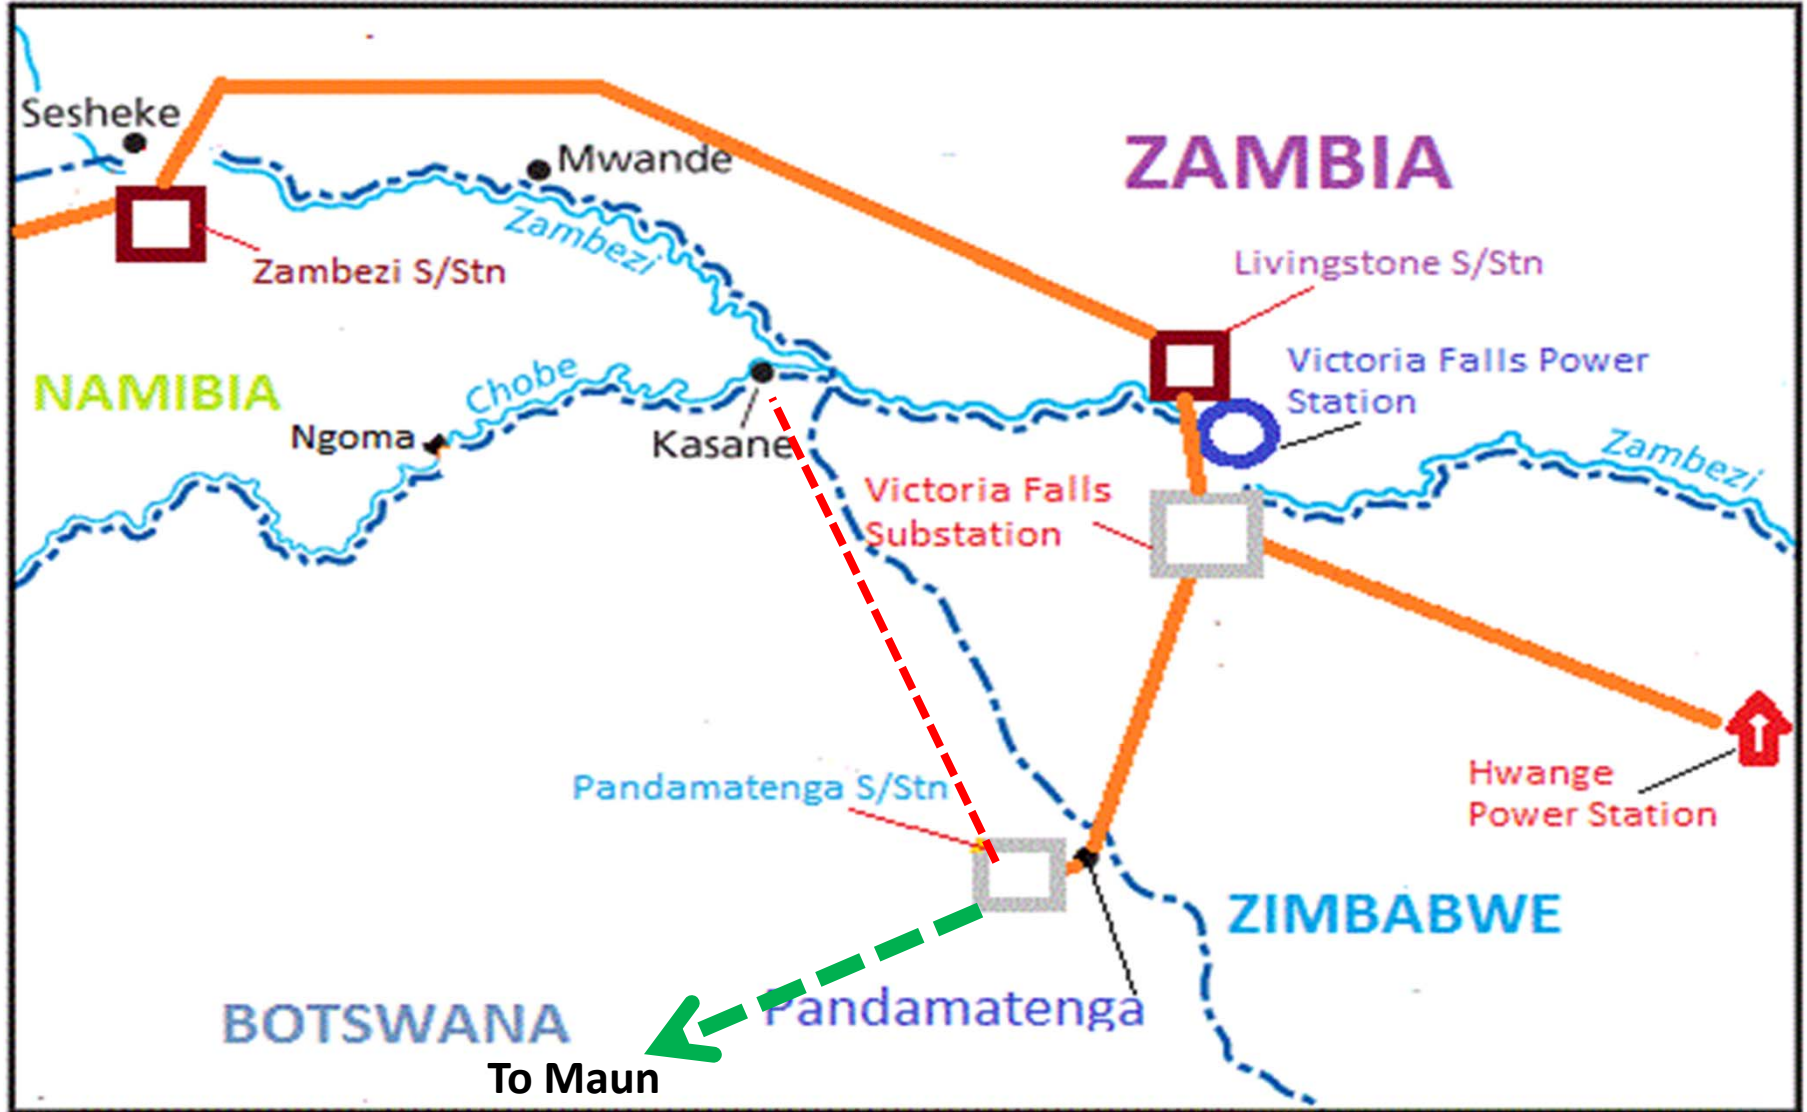 Sesheke
Mwande
ZAMBIA
Zambezi
Livingstone S/Stn
Zambezi S/Stn
Victoria Falls Power
Station
NAMIBIA
Chobe
Ngoma
Kasane
Zambezi
Victoria Falls
Substation
Pandamatenga S/Stn
Hwange
Power Station
ZIMBABWE
Pandamatenga
BOTSWANA
To Maun